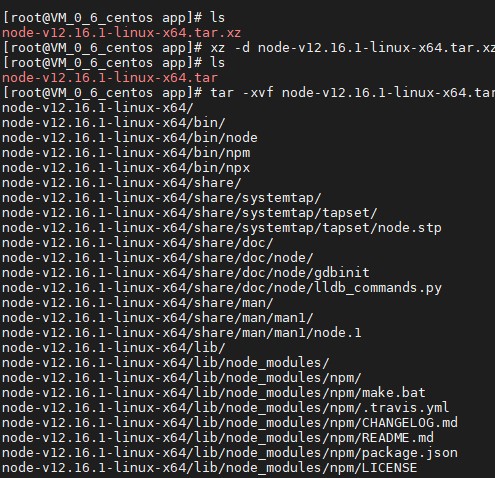 [root@VM_0_6_centos app]# ls
node-v12.16.1-linux-x64.tar.xz
[root@VM_0_6_centos app]# xz -d node-v12.16.1-linux-x64.tar.xz
[root@VM_0_6_centos app]# ls
node-v12.16.1-linux-x64.tar
[root@VM_0_6_centos app]# tar -xvf node-v12.16.1-linux-x64.tar
node-v12.16.1-linux-x64/
node-v12.16.1-linux-x64/bin/
node-v12.16.1-linux-x64/bin/node
node-v12.16.1-linux-x64/bin/npm
node-v12.16.1-linux-x64/bin/npx
node-v12.16.1-linux-x64/share/
node-v12.16.1-linux-x64/share/systemtap/
node-v12.16.1-linux-x64/share/systemtap/tapset/
node-v12.16.1-linux-x64/share/systemtap/tapset/node.stp
node-v12.16.1-linux-x64/share/doc/
node-v12.16.1-linux-x64/share/doc/node/
node-v12.16.1-linux-x64/share/doc/node/gdbinit
node-v12.16.1-linux-x64/share/doc/node/lldb_commands.py
node-v12.16.1-linux-x64/share/man/
node-v12.16.1-linux-x64/share/man/man1/
node-v12.16.1-linux-x64/share/man/man1/node.1
node-v12.16.1-linux-x64/lib/
node-v12.16.1-linux-x64/lib/node_modules/
node-v12.16.1-linux-x64/lib/node_modules/npm/
node-v12.16.1-linux-x64/lib/node_modules/npm/make.bat
node-v12.16.1-linux-x64/lib/node_modules/npm/.travis.yml
node-v12.16.1-linux-x64/lib/node_modules/npm/CHANGELOG.md
node-v12.16.1-linux-x64/lib/node_modules/npm/README.md
node-v12.16.1-linux-x64/lib/node_modules/npm/package.json
node-v12.16.1-linux-x64/lib/node_modules/npm/LICENSE